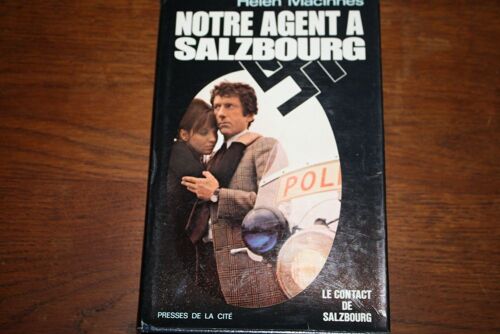 Helen MacInnes
NOTRE AGENT A
SALZBOURG
POLI
LE CONTACT
DE
SALZBOURG
PRESSES DE LA CITÉ